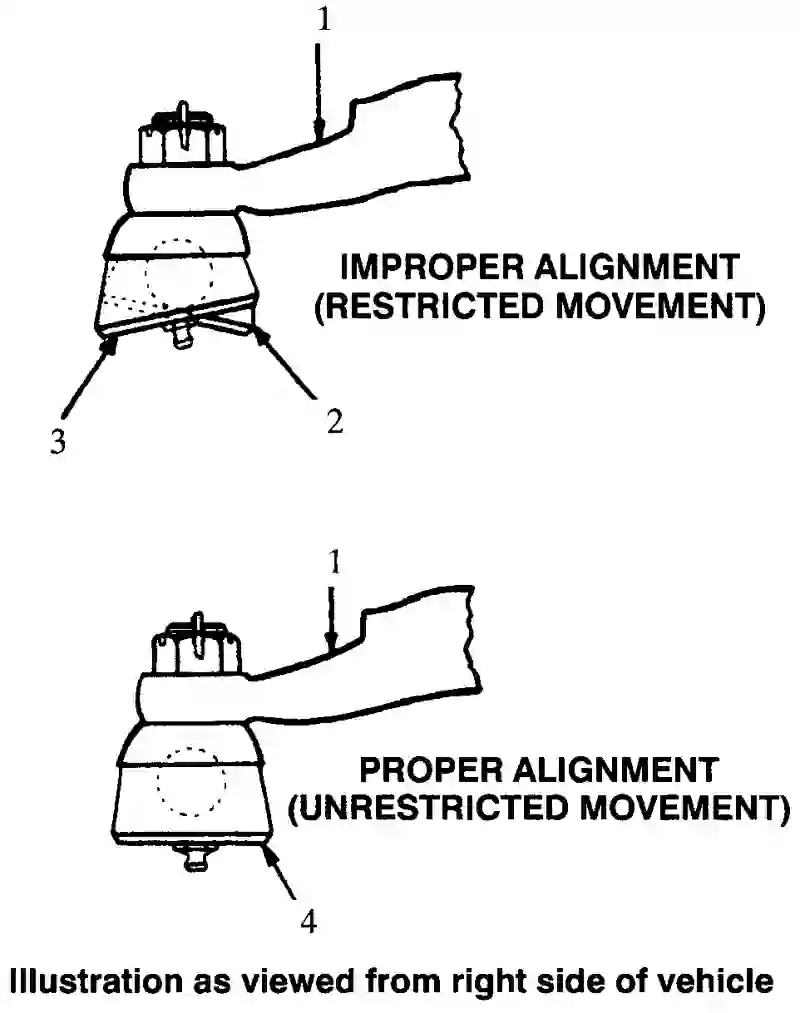 1
IMPROPER ALIGNMENT
(RESTRICTED MOVEMENT)
2
3
1
PROPER ALIGNMENT
(UNRESTRICTED MOVEMENT)
4
Illustration as viewed from right side of vehicle